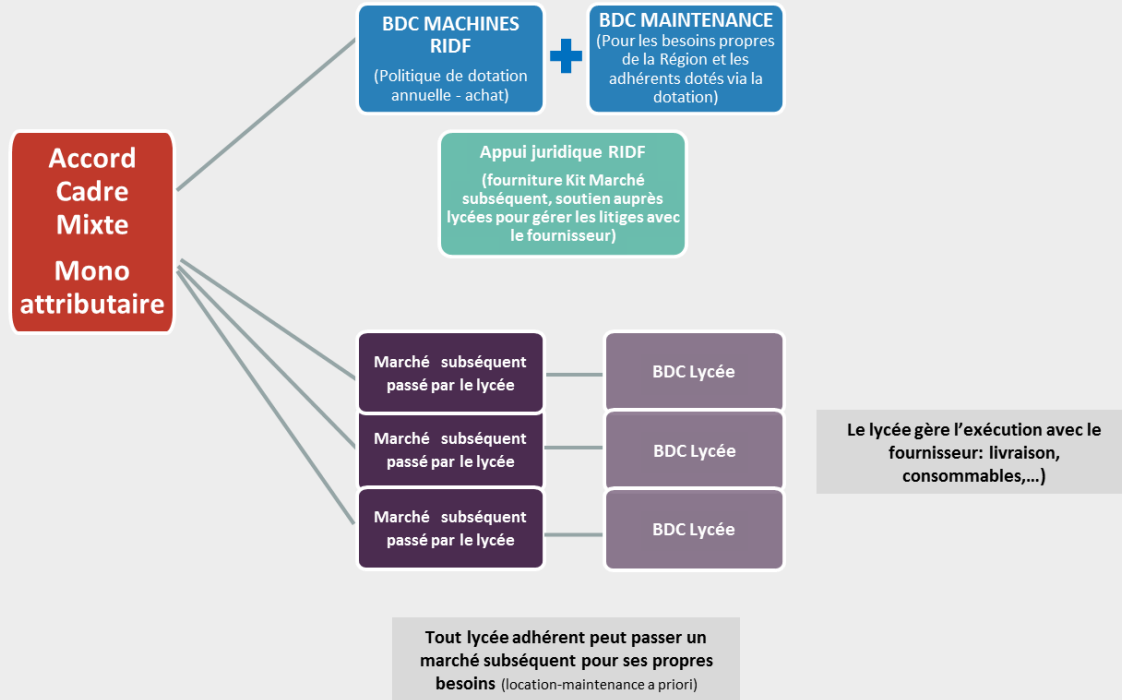 BDC MACHINES
RIDF
(Politique de dotation
annuelle - achat)
BDC MAINTENANCE
(Pour les besoins propres
de la Région et les
adhérents dotés via la
dotation)
Accord
Cadre
Mixte
Mono
attributaire
Appui juridique RIDF
(fourniture Kit Marché
subséquent, soutien auprès
lycées pour gérer les litiges avec
le fournisseur)
Marché subséquent
passé par le lycée
BDC Lycée
Marché subséquent
passé par le lycée
BDC Lycée
Marché subséquent
passé par le lycée
BDC Lycée
Le lycée gère l’exécution avec le
fournisseur: livraison,
consommables,…)
Tout lycée adhérent peut passer un
marché subséquent pour ses propres
besoins (location-maintenance a priori)